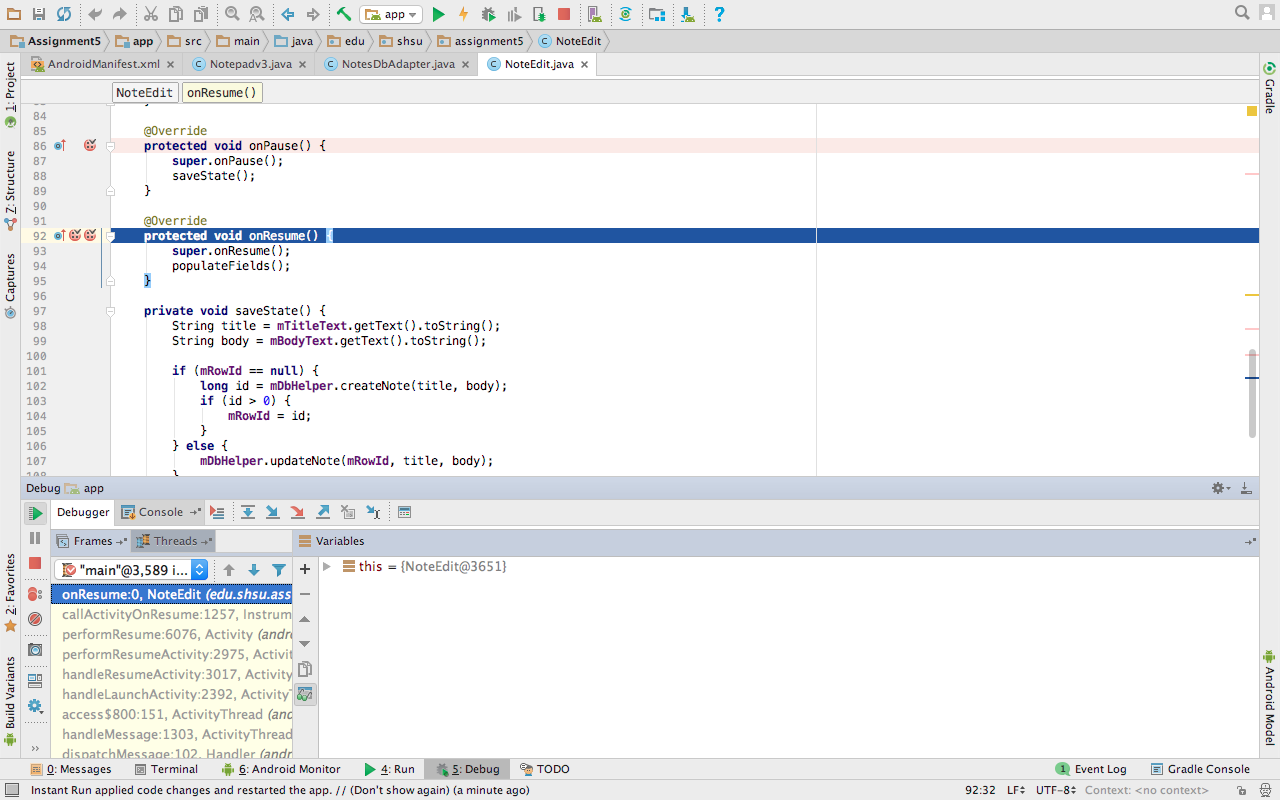 app
Assignment5 app src main java edu shsu assignment5 NoteEdit
AndroidManifest.xml Notepadv3.java NotesDbAdapter.java NoteEdit.java
NoteEdit onResume()
84
85 @Override
86 protected void onPause() {
87 super.onPause();
88 saveState();
89 }
90
91 @Override
92 protected void onResume() {
93 super.onResume();
94 populateFields();
95 }
96
97 private void saveState() {
98 String title = mTitleText.getText().toString();
99 String body = mBodyText.getText().toString();
100
101 if (mRowId == null) {
102 long id = mDbHelper.createNote(title, body);
103 if (id > 0) {
104 mRowId = id;
105 }
106 } else {
107 mDbHelper.updateNote(mRowId, title, body);
1: Project
Z: Structure
Captures
2: Favorites
Build Variants
Gradle
Android Model
Debug app
Debugger Console
Frames Threads Variables
"main"@3,589 i...
this = {NoteEdit@3651}
onResume:0, NoteEdit (edu.shsu.ass
callActivityOnResume:1257, Instrum
performResume:6076, Activity (andro
performResumeActivity:2975, Activit
handleResumeActivity:3017, Activity
handleLaunchActivity:2392, ActivityT
access$800:151, ActivityThread (anc
handleMessage:1303, ActivityThread
dispatchMessage:102, Handler (andr
0: Messages Terminal 6: Android Monitor 4: Run 5: Debug TODO 1 Event Log Gradle Console
Instant Run applied code changes and restarted the app. // (Don't show again) (a minute ago) 92:32 LF UTF-8 Context: <no context>